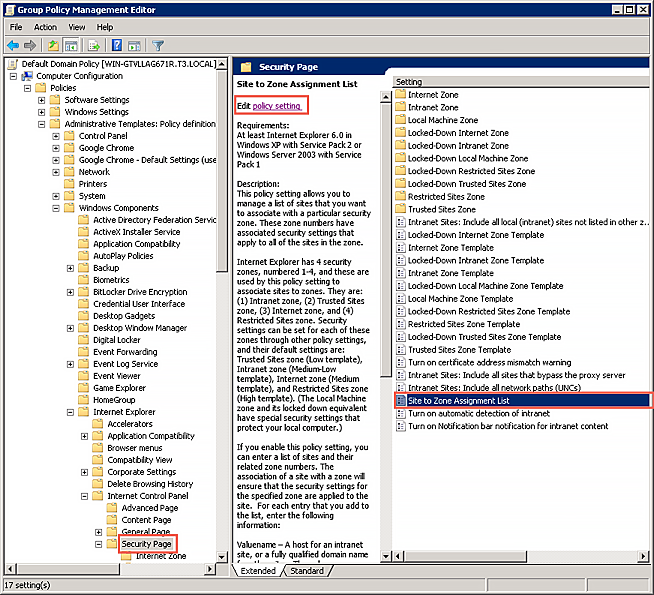 Group Policy Management Editor
File Action View Help
Default Domain Policy [WIN-GTVLLAG671R.T3.LOCAL]
Computer Configuration
Policies
Software Settings
Windows Settings
Administrative Templates: Policy definition
Control Panel
Google Chrome
Google Chrome - Default Settings (use
Network
Printers
System
Windows Components
Active Directory Federation Servic
ActiveX Installer Service
Application Compatibility
AutoPlay Policies
Backup
Biometrics
BitLocker Drive Encryption
Credential User Interface
Desktop Gadgets
Desktop Window Manager
Digital Locker
Event Forwarding
Event Log Service
Event Viewer
Game Explorer
HomeGroup
Internet Explorer
Accelerators
Application Compatibility
Browser menus
Compatibility View
Corporate Settings
Delete Browsing History
Internet Control Panel
Advanced Page
Content Page
General Page
Security Page
Internet Zone
Security Page
Site to Zone Assignment List
Edit policy setting
Requirements:
At least Internet Explorer 6.0 in
Windows XP with Service Pack 2 or
Windows Server 2003 with Service
Pack 1
Description:
This policy setting allows you to
manage a list of sites that you want
to associate with a particular security
zone. These zone numbers have
associated security settings that
apply to all of the sites in the zone.
Internet Explorer has 4 security
zones, numbered 1-4, and these are
used by this policy setting to
associate sites to zones. They are:
(1) Intranet zone, (2) Trusted Sites
zone, (3) Internet zone, and (4)
Restricted Sites zone. Security
settings can be set for each of these
zones through other policy settings,
and their default settings are:
Trusted Sites zone (Low template),
Intranet zone (Medium-Low
template), Internet zone (Medium
template), and Restricted Sites zone
(High template). (The Local Machine
zone and its locked down equivalent
have special security settings that
protect your local computer.)
If you enable this policy setting, you
can enter a list of sites and their
related zone numbers. The
association of a site with a zone will
ensure that the security settings for
the specified zone are applied to the
site. For each entry that you add to
the list, enter the following
information:
Valuename – A host for an intranet
site, or a fully qualified domain name
Extended Standard
Setting
Internet Zone
Intranet Zone
Local Machine Zone
Locked-Down Internet Zone
Locked-Down Intranet Zone
Locked-Down Local Machine Zone
Locked-Down Restricted Sites Zone
Locked-Down Trusted Sites Zone
Restricted Sites Zone
Trusted Sites Zone
Intranet Sites: Include all local (intranet) sites not listed in other z...
Locked-Down Internet Zone Template
Internet Zone Template
Locked-Down Intranet Zone Template
Intranet Zone Template
Locked-Down Local Machine Zone Template
Local Machine Zone Template
Locked-Down Restricted Sites Zone Template
Restricted Sites Zone Template
Locked-Down Trusted Sites Zone Template
Trusted Sites Zone Template
Turn on certificate address mismatch warning
Intranet Sites: Include all sites that bypass the proxy server
Intranet Sites: Include all network paths (UNCs)
Site to Zone Assignment List
Turn on automatic detection of intranet
Turn on Notification bar notification for intranet content
17 setting(s)